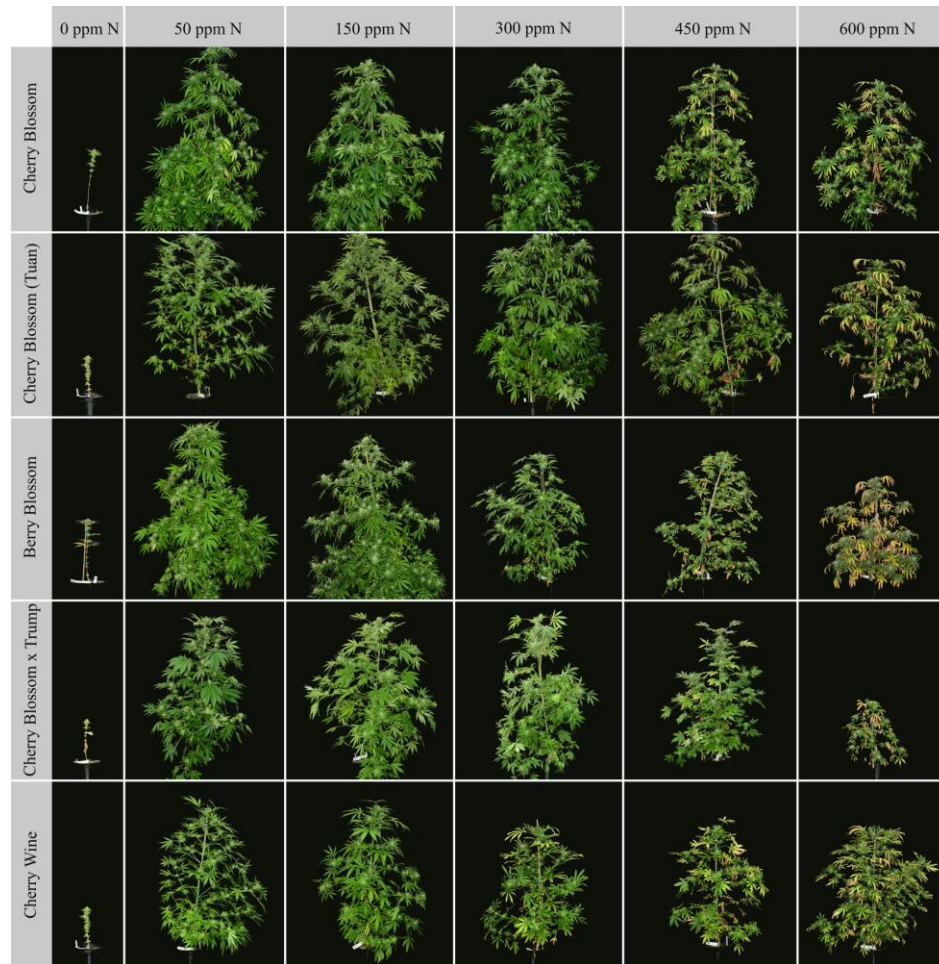 0 ppm N
50 ppm N
150 ppm N
300 ppm N
450 ppm N
600 ppm N
Cherry Blossom
Cherry Blossom (Tuan)
Berry Blossom
Cherry Blossom x Trump
Cherry Wine